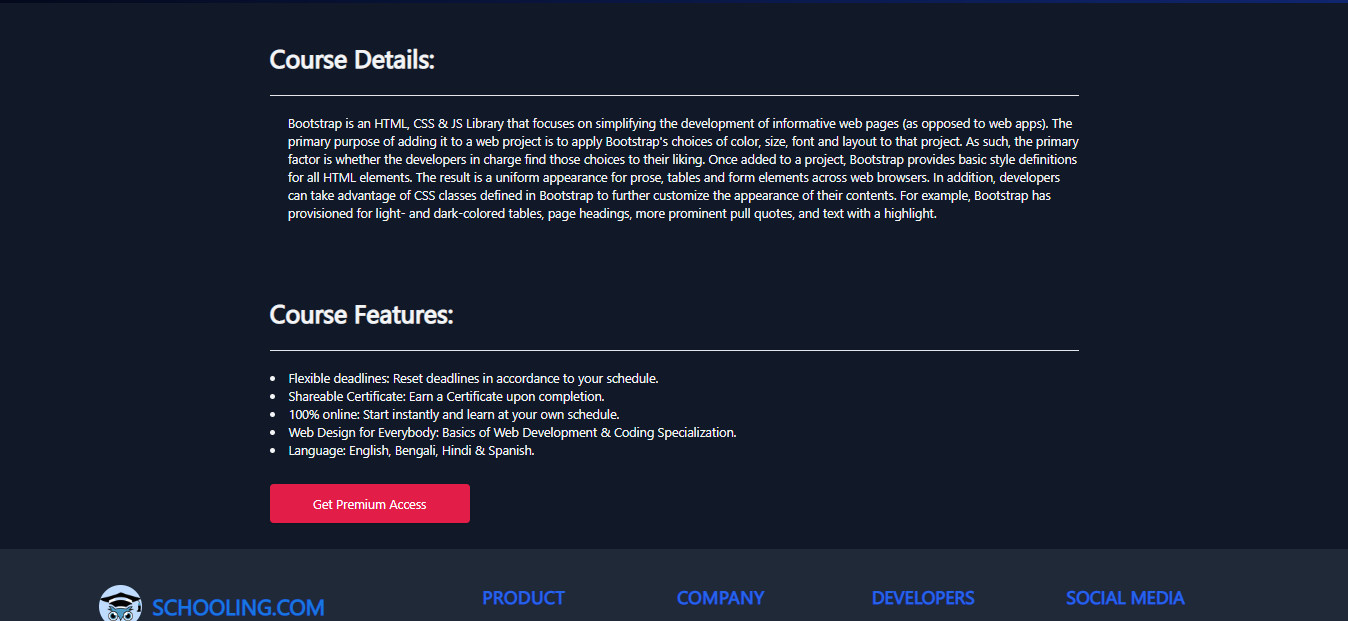 Course Details:
Bootstrap is an HTML, CSS & JS Library that focuses on simplifying the development of informative web pages (as opposed to web apps). The
primary purpose of adding it to a web project is to apply Bootstrap's choices of color, size, font and layout to that project. As such, the primary
factor is whether the developers in charge find those choices to their liking. Once added to a project, Bootstrap provides basic style definitions
for all HTML elements. The result is a uniform appearance for prose, tables and form elements across web browsers. In addition, developers
can take advantage of CSS classes defined in Bootstrap to further customize the appearance of their contents. For example, Bootstrap has
provisioned for light- and dark-colored tables, page headings, more prominent pull quotes, and text with a highlight.
Course Features:
• Flexible deadlines: Reset deadlines in accordance to your schedule.
• Shareable Certificate: Earn a Certificate upon completion.
• 100% online: Start instantly and learn at your own schedule.
• Web Design for Everybody: Basics of Web Development & Coding Specialization.
• Language: English, Bengali, Hindi & Spanish.
Get Premium Access
SCHOOLING.COM
PRODUCT
COMPANY
DEVELOPERS
SOCIAL MEDIA